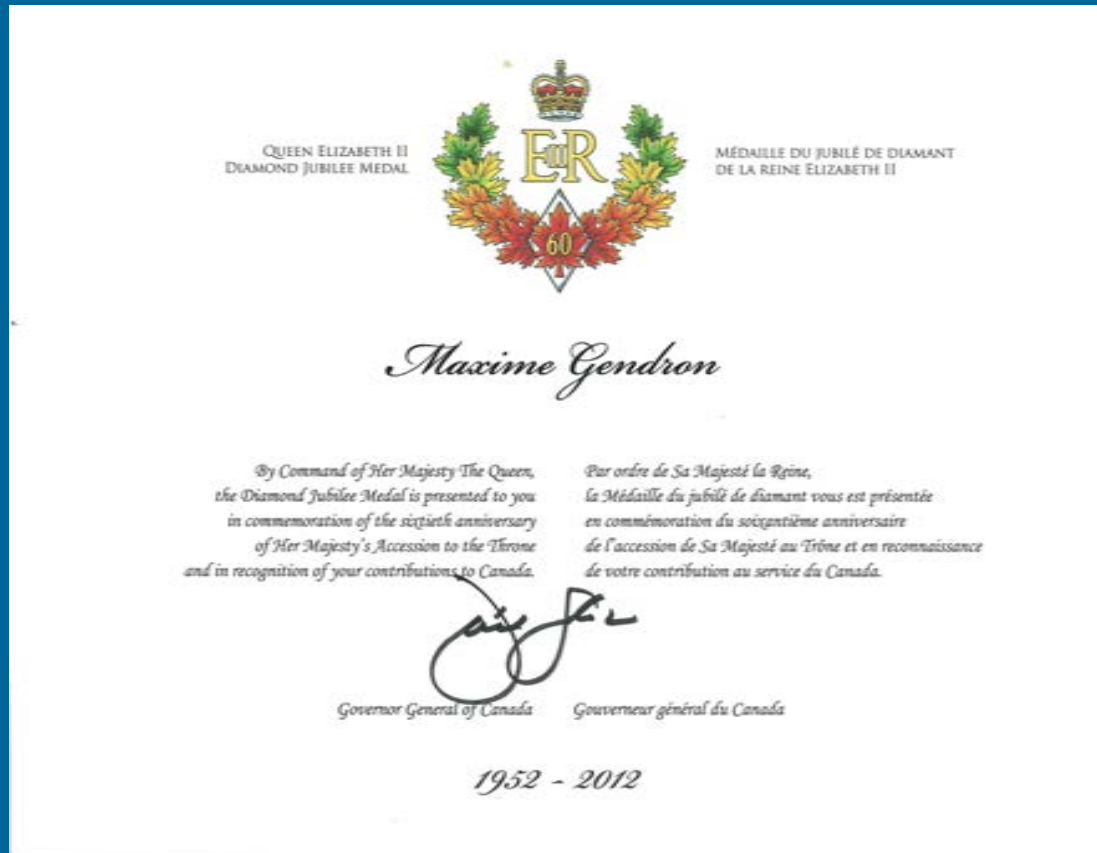 QUEEN ELIZABETH II
DIAMOND JUBILEE MEDAL
EIIR
60
MÉDAILLE DU JUBILÉ DE DIAMANT
DE LA REINE ELIZABETH II
Maxime Gendron
By Command of Her Majesty The Queen,
the Diamond Jubilee Medal is presented to you
in commemoration of the sixtieth anniversary
of Her Majesty's Accession to the Throne
and in recognition of your contributions to Canada.
Par ordre de Sa Majesté la Reine,
la Médaille du jubilé de diamant vous est présentée
en commémoration du soixantième anniversaire
de l'accession de Sa Majesté au Trône et en reconnaissance
de votre contribution au service du Canada.
Governor General of Canada
Gouverneur général du Canada
1952 - 2012